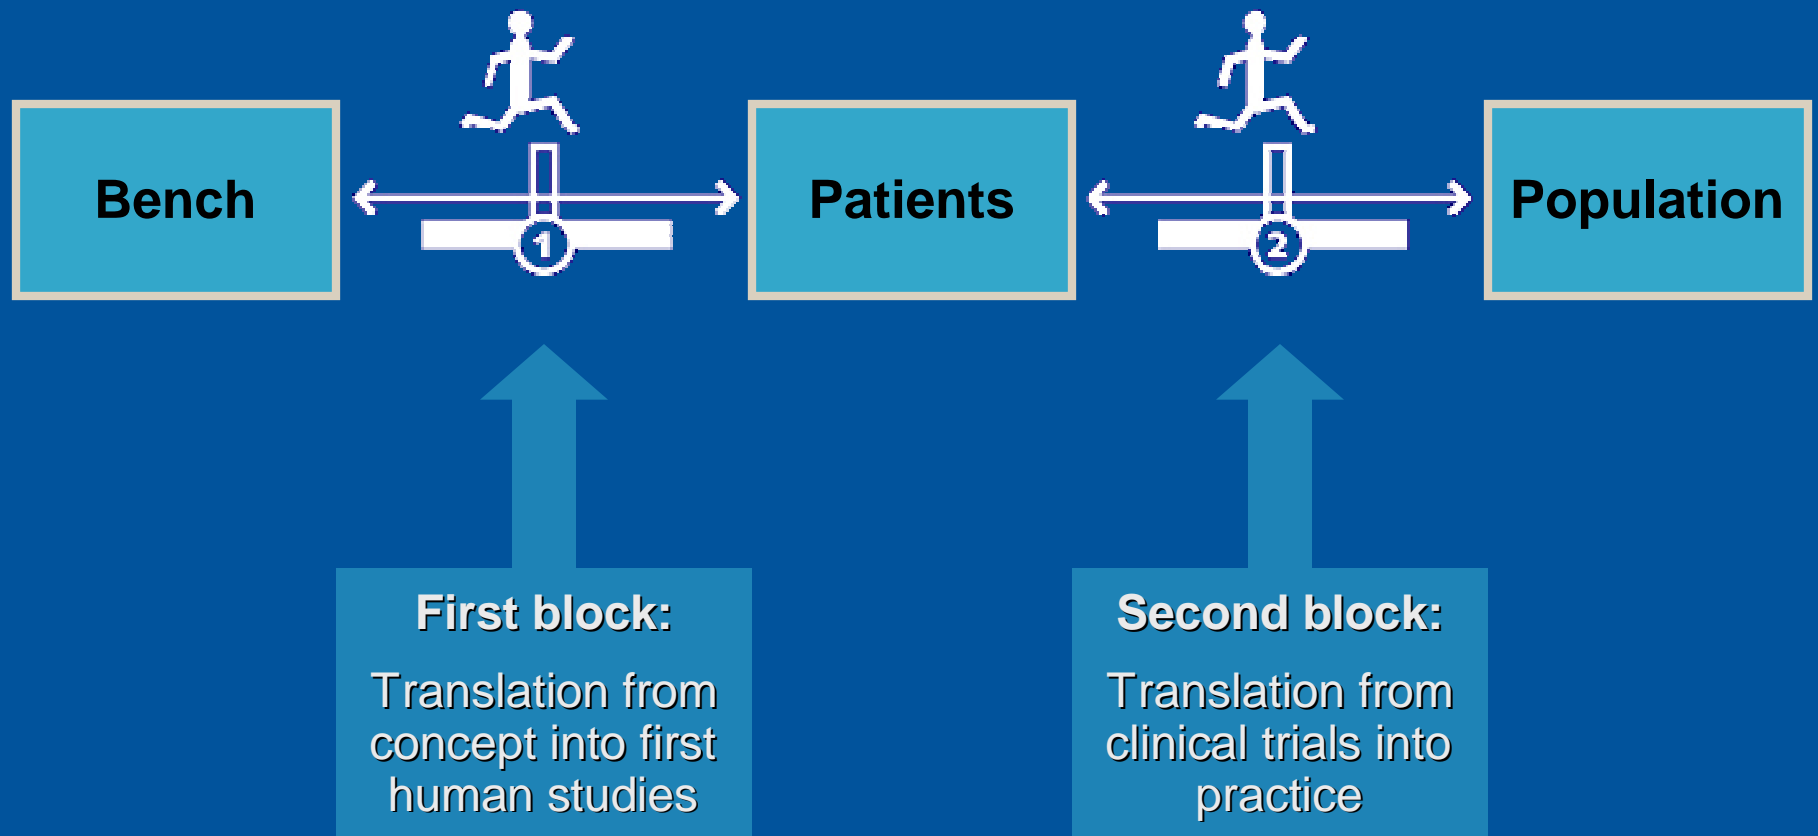 Bench
Patients
Population
1
2
First block:
Translation from
concept into first
human studies
Second block:
Translation from
clinical trials into
practice